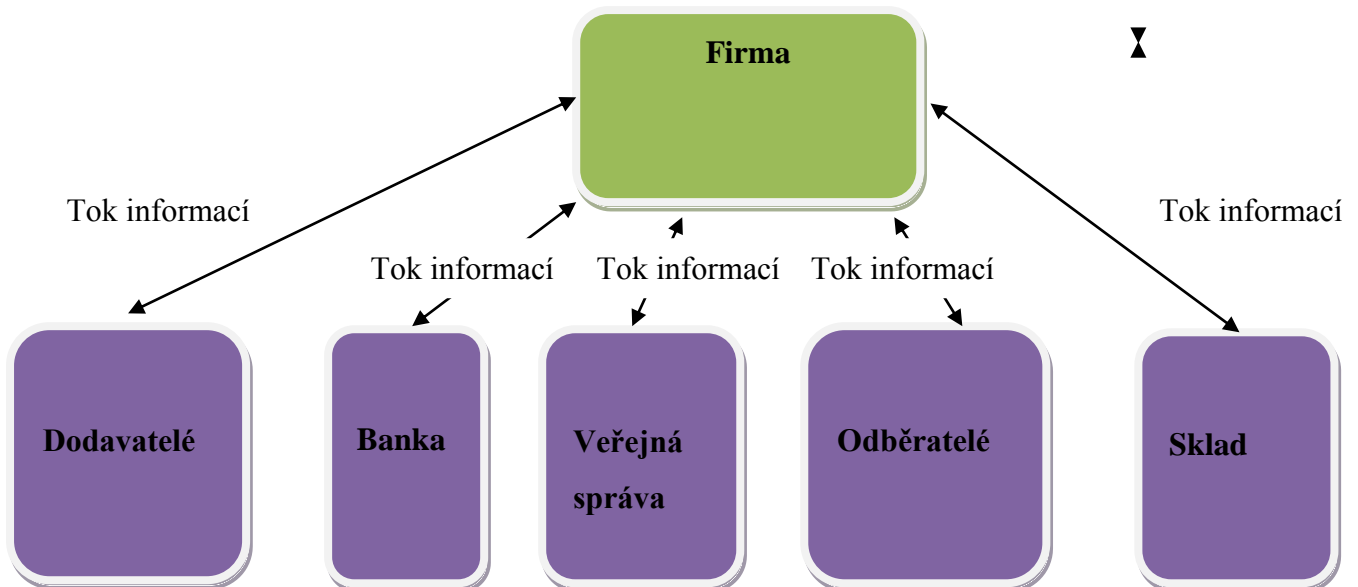 Firma
Tok informací
Tok informací
Tok informací
Tok informací
Tok informací
Dodavatelé
Banka
Veřejná
správa
Odběratelé
Sklad